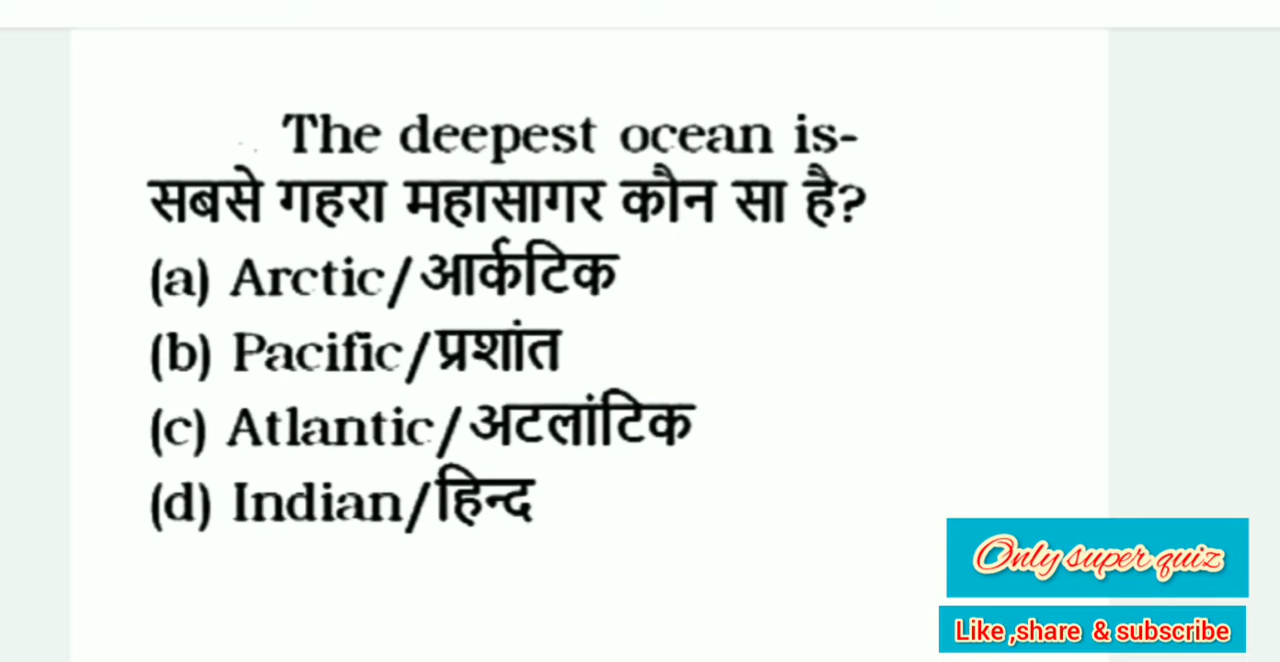 The deepest ocean is-
सबसे गहरा महासागर कौन सा है?
(a) Arctic/आर्कटिक
(b) Pacific/प्रशांत
(c) Atlantic/अटलांटिक
(d) Indian/हिन्द
Only super quiz
Like ,share & subscribe